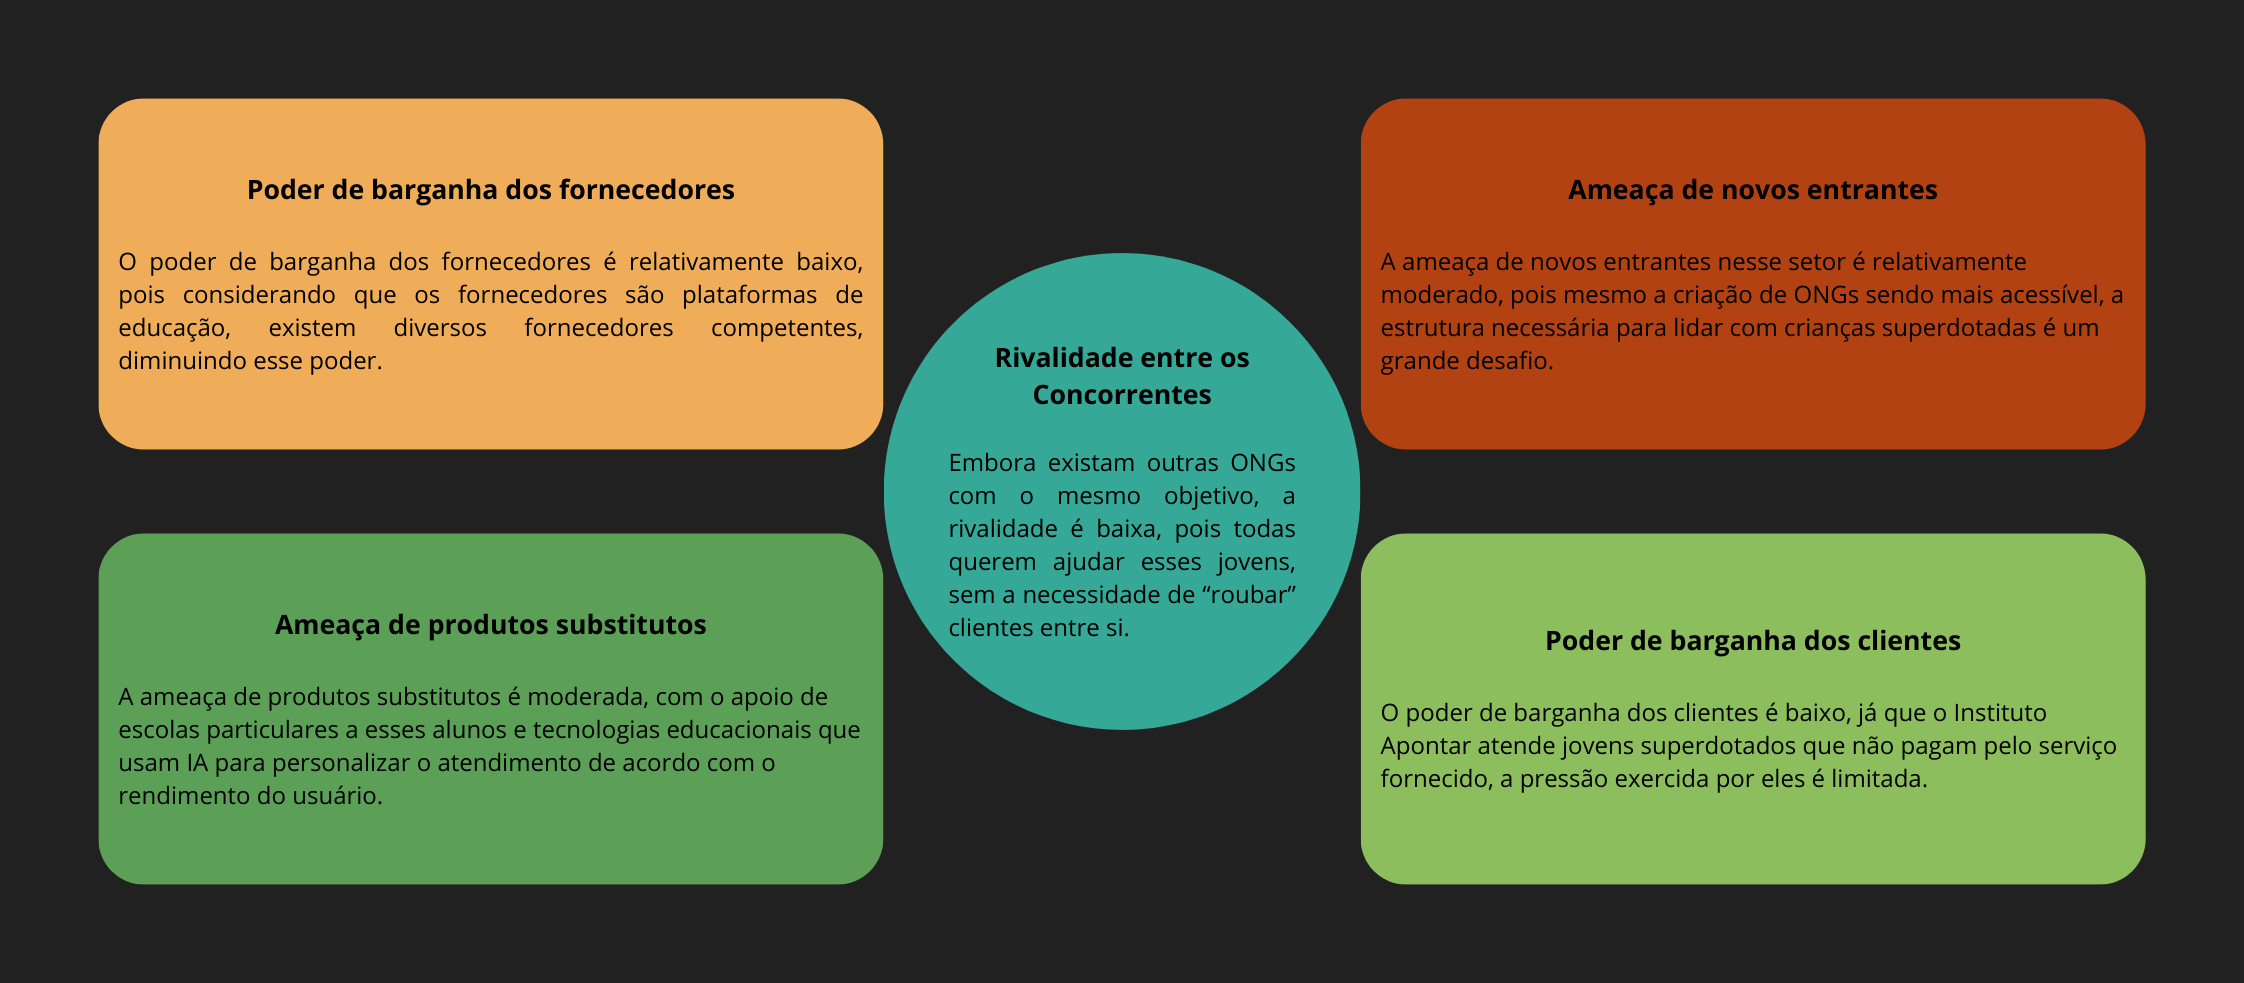 Poder de barganha dos fornecedores
O poder de barganha dos fornecedores é relativamente baixo,
pois considerando que os fornecedores são plataformas de
educação, existem diversos fornecedores competentes,
diminuindo esse poder.
Ameaça de novos entrantes
A ameaça de novos entrantes nesse setor é relativamente
moderado, pois mesmo a criação de ONGs sendo mais acessível, a
estrutura necessária para lidar com crianças superdotadas é um
grande desafio.
Rivalidade entre os
Concorrentes
Embora existam outras ONGs
com o mesmo objetivo, a
rivalidade é baixa, pois todas
querem ajudar esses jovens,
sem a necessidade de “roubar”
clientes entre si.
Ameaça de produtos substitutos
A ameaça de produtos substitutos é moderada, com o apoio de
escolas particulares a esses alunos e tecnologias educacionais que
usam IA para personalizar o atendimento de acordo com o
rendimento do usuário.
Poder de barganha dos clientes
O poder de barganha dos clientes é baixo, já que o Instituto
Apontar atende jovens superdotados que não pagam pelo serviço
fornecido, a pressão exercida por eles é limitada.